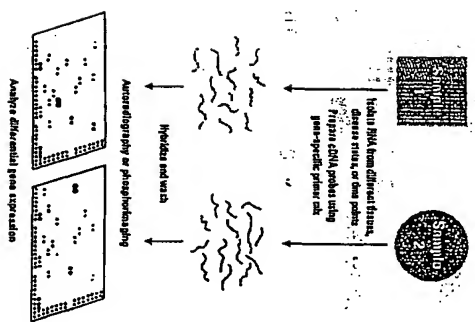 Sample
1
Sample
2
Isolate RNA from different tissues,
disease states, or time points
Prepare cDNA probes using
gene-specific primer mix
Hybridize and wash
Autoradiography or phosphorimaging
Analyze differential gene expression